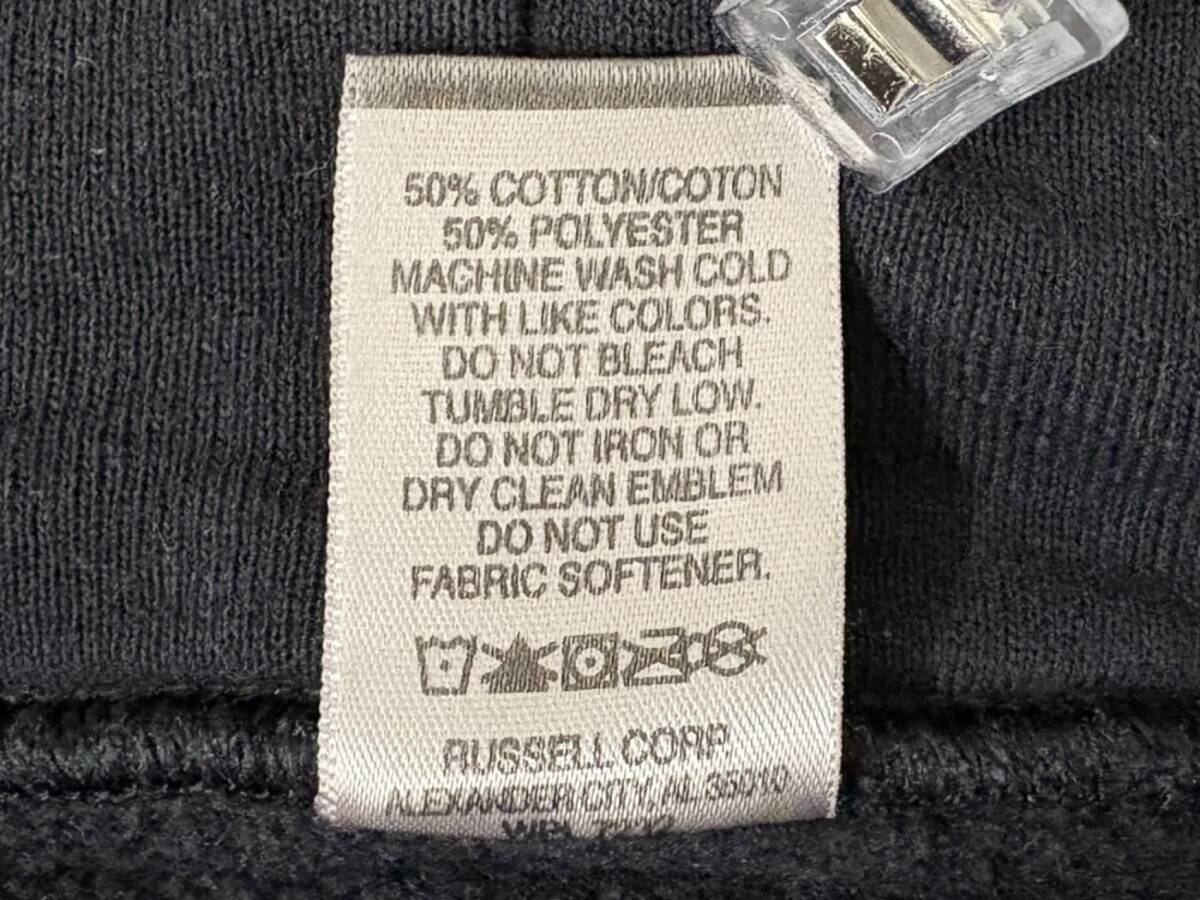 50% COTTON/COTON
50% POLYESTER
MACHINE WASH COLD
WITH LIKE COLORS.
DO NOT BLEACH
TUMBLE DRY LOW.
DO NOT IRON OR
DRY CLEAN EMBLEM
DO NOT USE
FABRIC SOFTENER.
RUSSELL CORP.
ALEXANDER CITY, AL 35010